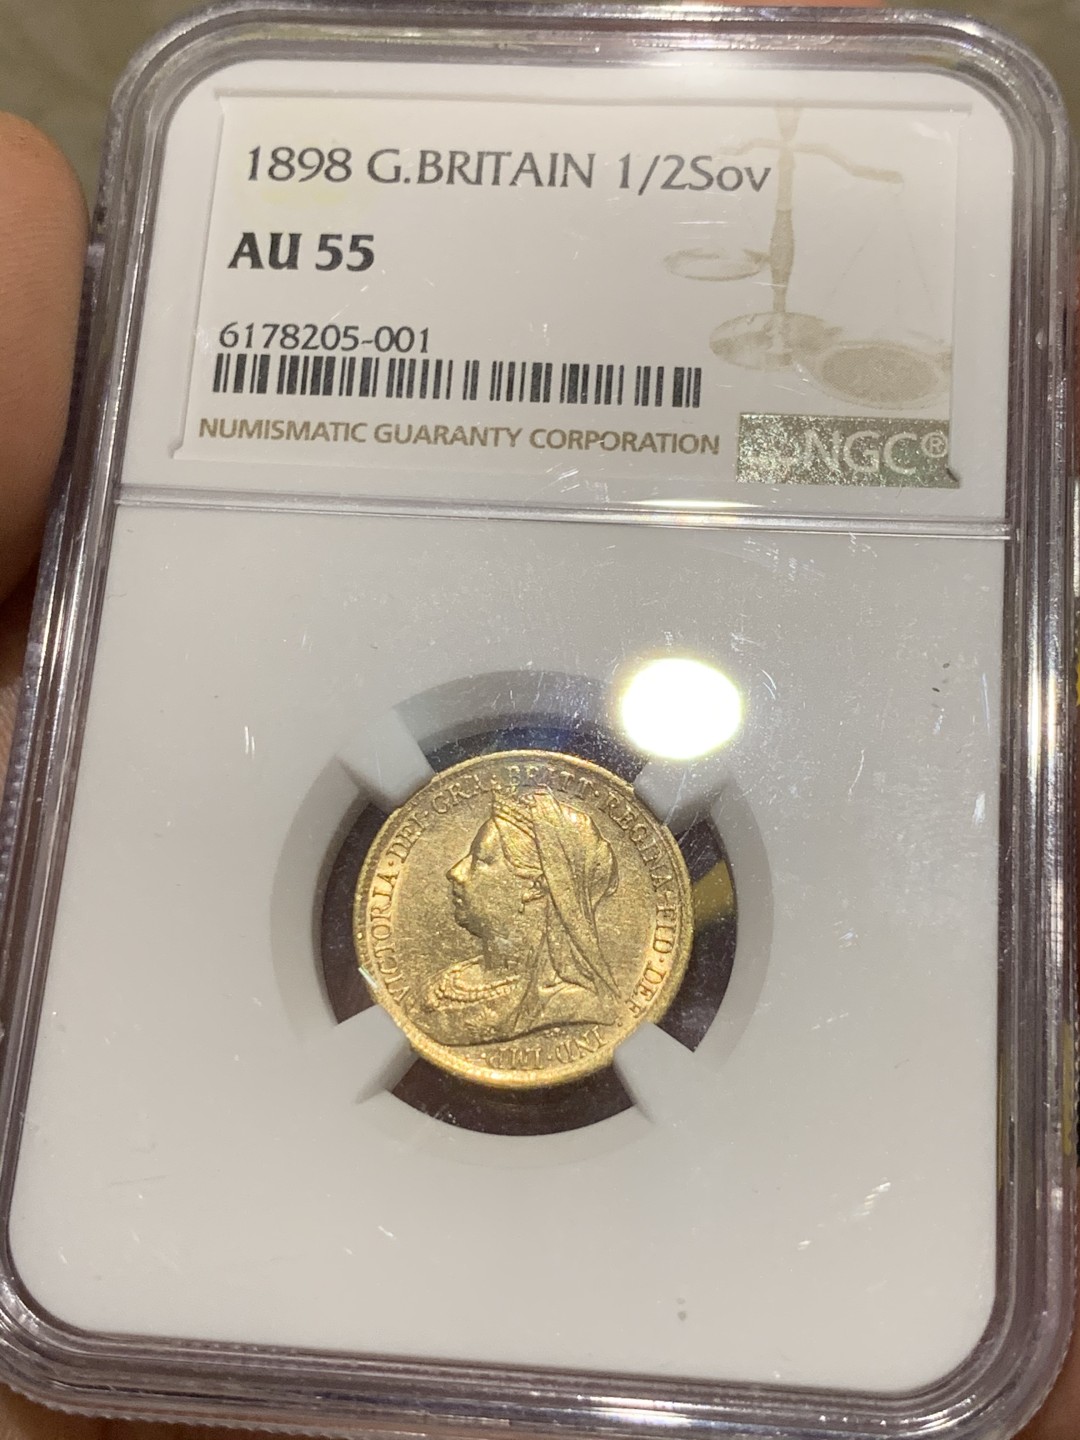 1898 G.BRITAIN 1/2Sov
AU 55
6178205-001
NUMISMATIC GUARANTY CORPORATION
NGC®
VICTORIA·DEI·GRA·BRITT·REGINA·FID·DEF·IND·IMP·